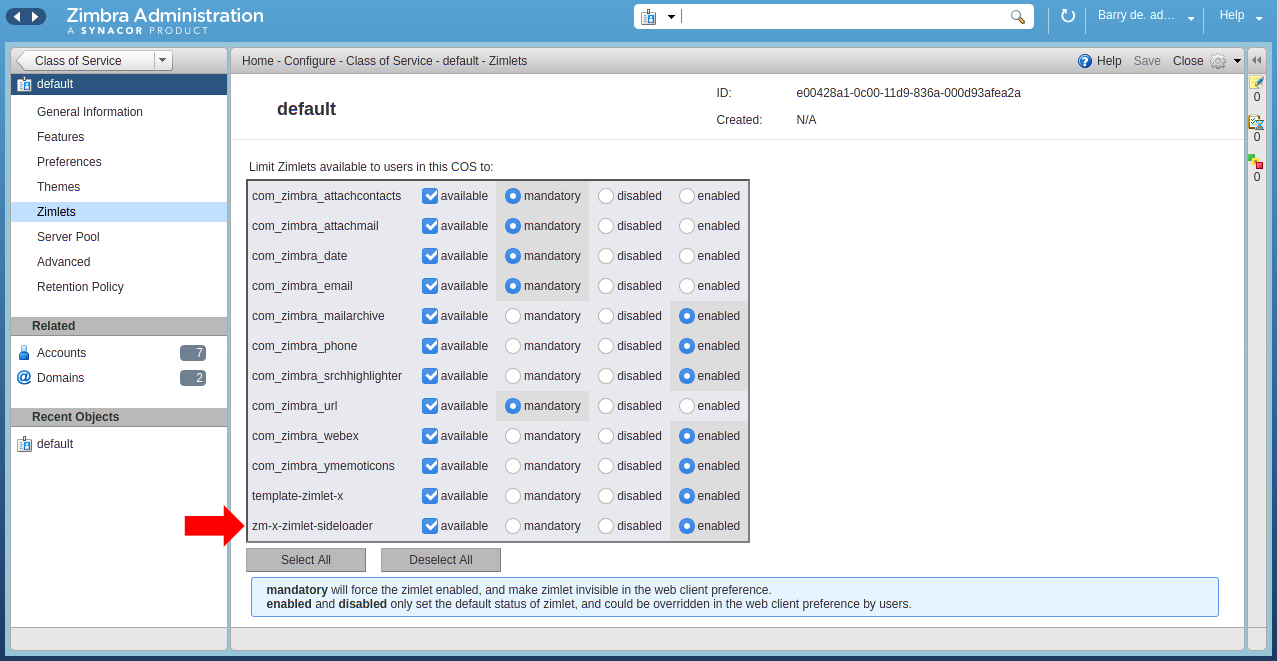 Zimbra Administration
A SYNACOR PRODUCT
Barry de. ad...
Help
Class of Service
default
General Information
Features
Preferences
Themes
Zimlets
Server Pool
Advanced
Retention Policy
Related
Accounts 7
Domains 2
Recent Objects
default
Home - Configure - Class of Service - default - Zimlets
Help Save Close
default
ID: e00428a1-0c00-11d9-836a-000d93afea2a
Created: N/A
Limit Zimlets available to users in this COS to:
com_zimbra_attachcontacts available mandatory disabled enabled
com_zimbra_attachmail available mandatory disabled enabled
com_zimbra_date available mandatory disabled enabled
com_zimbra_email available mandatory disabled enabled
com_zimbra_mailarchive available mandatory disabled enabled
com_zimbra_phone available mandatory disabled enabled
com_zimbra_srchhighlighter available mandatory disabled enabled
com_zimbra_url available mandatory disabled enabled
com_zimbra_webex available mandatory disabled enabled
com_zimbra_ymemoticons available mandatory disabled enabled
template-zimlet-x available mandatory disabled enabled
zm-x-zimlet-sideloader available mandatory disabled enabled
Select All Deselect All
mandatory will force the zimlet enabled, and make zimlet invisible in the web client preference.
enabled and disabled only set the default status of zimlet, and could be overridden in the web client preference by users.
0
0
0